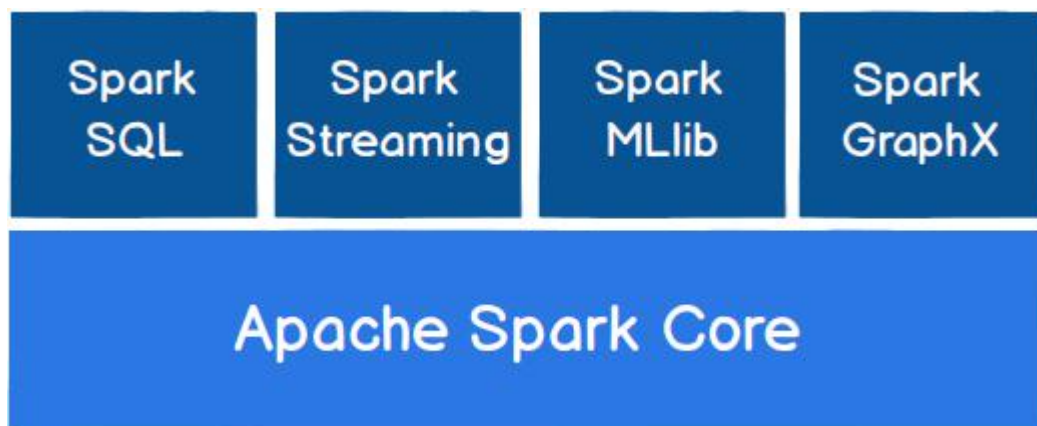 Spark
SQL
Spark
Streaming
Spark
MLlib
Spark
GraphX
Apache Spark Core